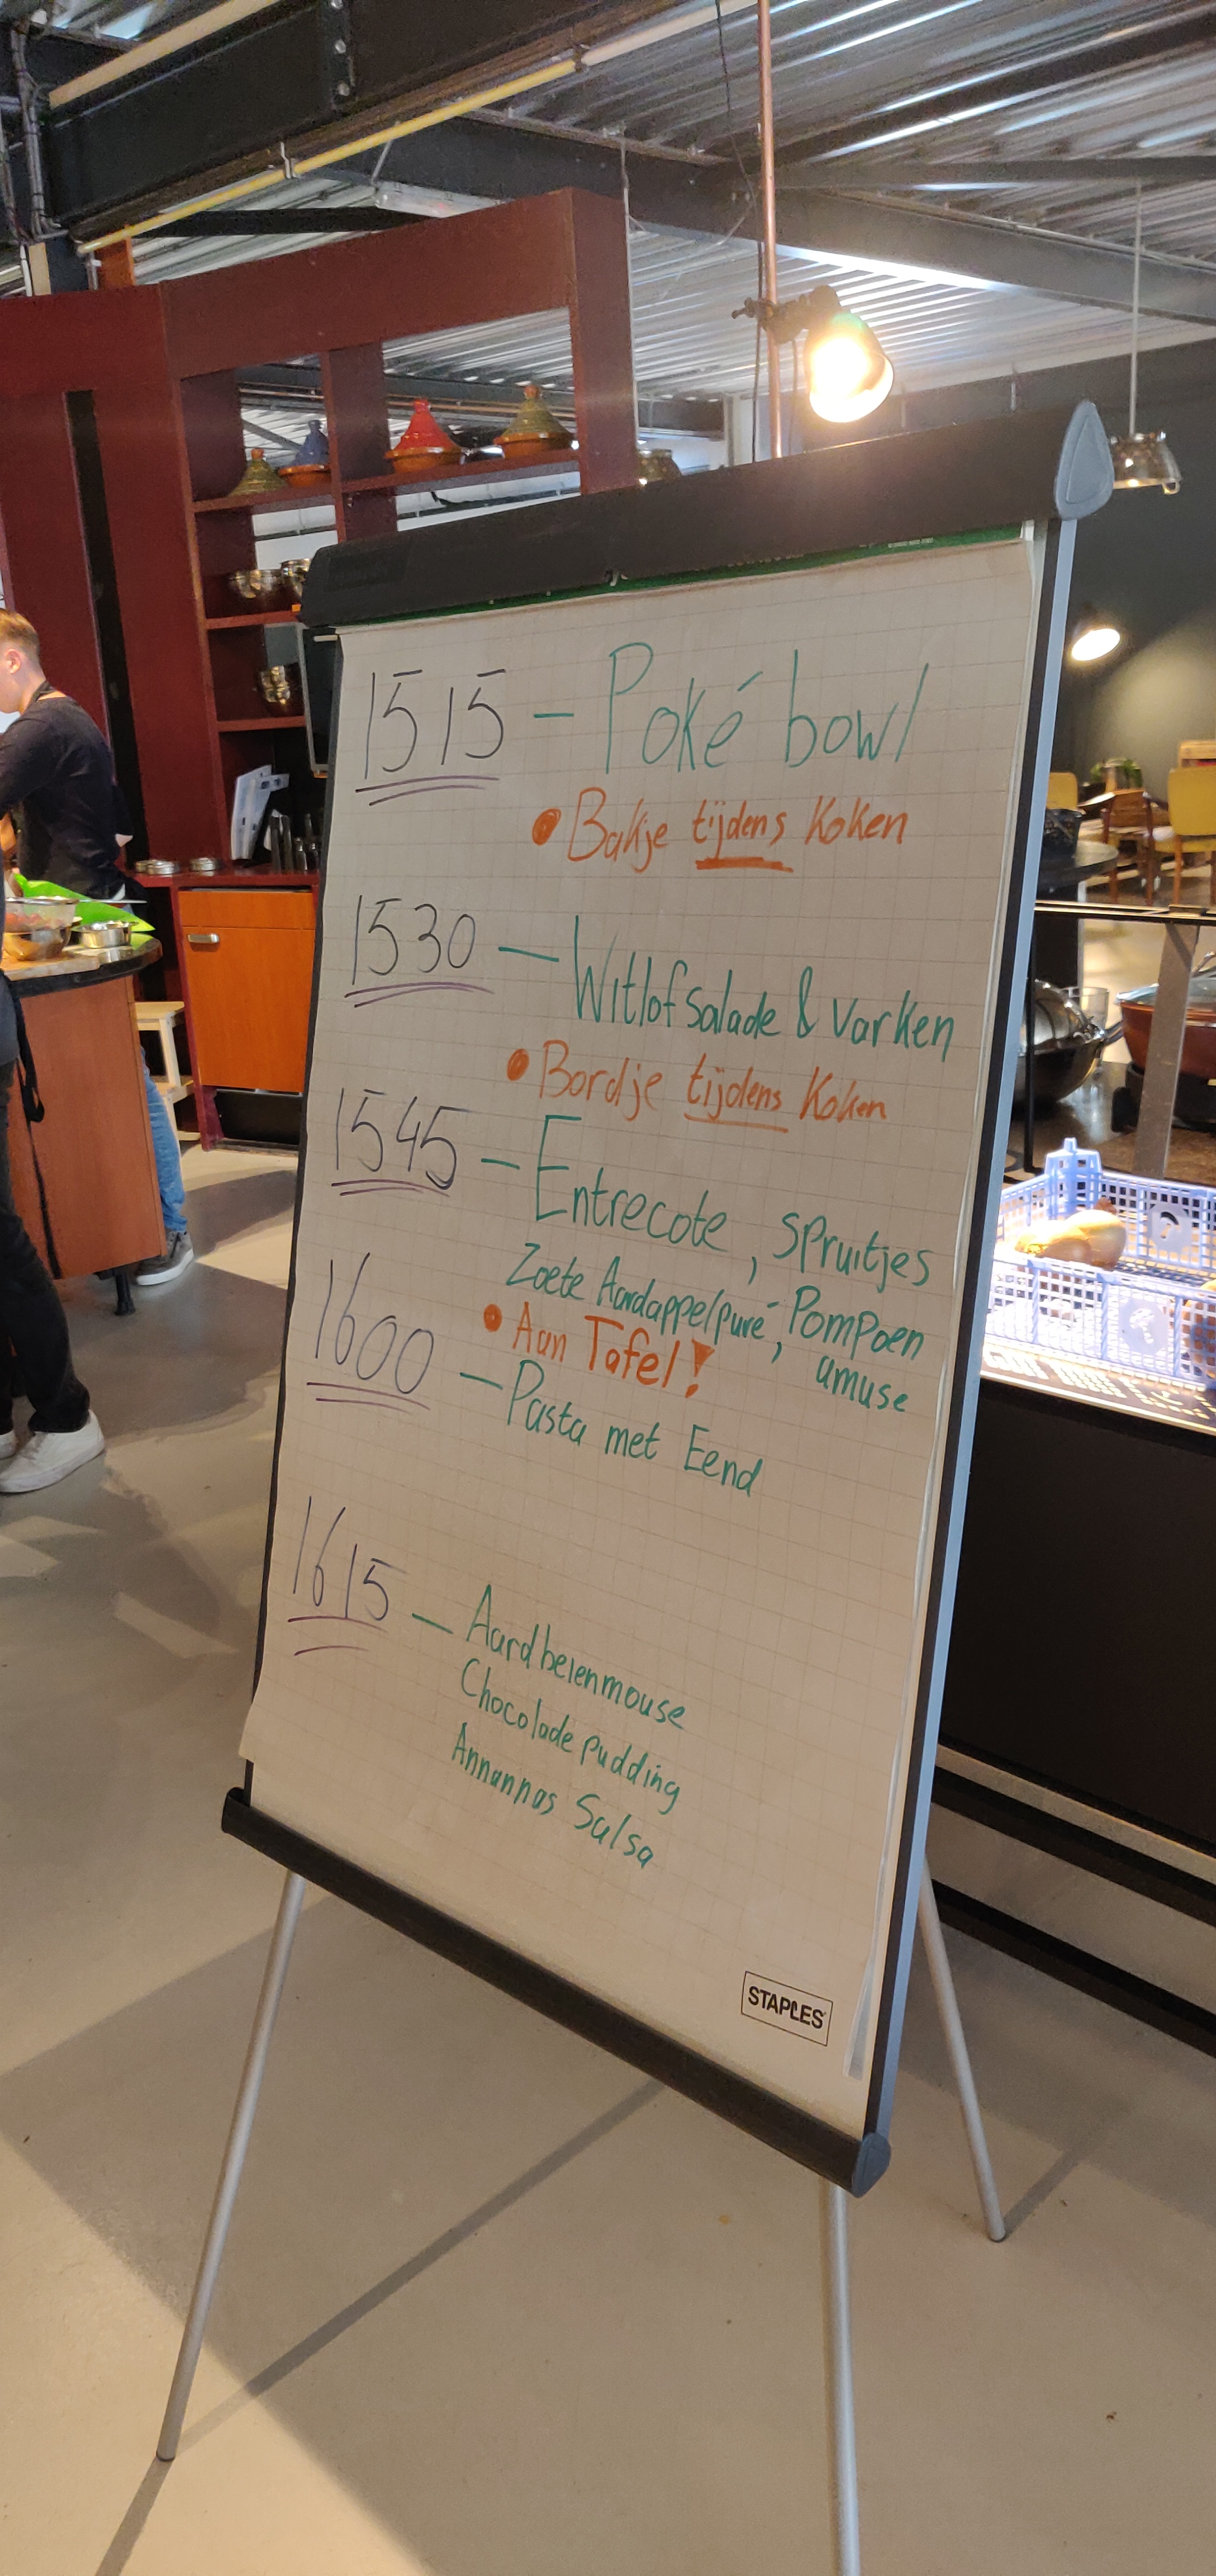 1515 – Poké bowl
• Bakje tijdens Koken
1530 – Witlofsalade & varken
• Bordje tijdens Koken
1545 – Entrecote, spruitjes
Zoete Aardappelpuré, Pompoen
amuse
• Aan Tafel!
1600 – Pasta met Eend
1615 – Aardbeienmouse
Chocolade pudding
Annannas Salsa
STAPLES